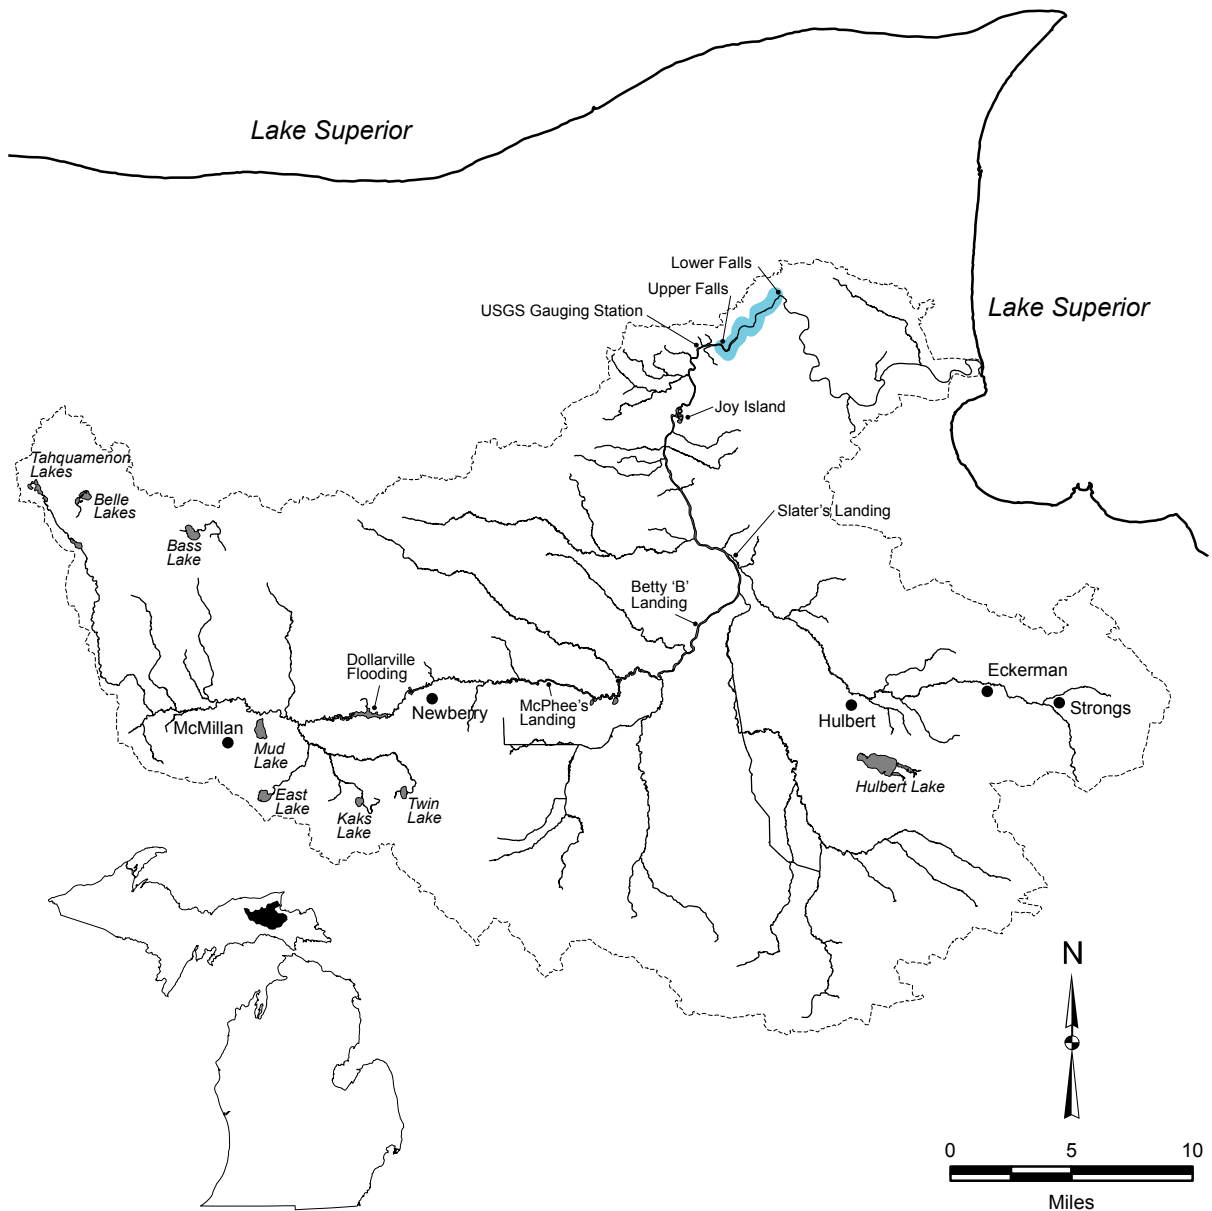 Lake Superior
Lower Falls
Upper Falls
USGS Gauging Station
Lake Superior
Joy Island
Tahquamenon
Lakes
Belle
Lakes
Bass
Lake
Slater's Landing
Betty ‘B’
Landing
Dollarville
Flooding
Newberry
McPhee's
Landing
McMillan
Mud
Lake
East
Lake
Kaks
Lake
Twin
Lake
Eckerman
Strongs
Hulbert
Hulbert Lake
N
0 5 10
Miles